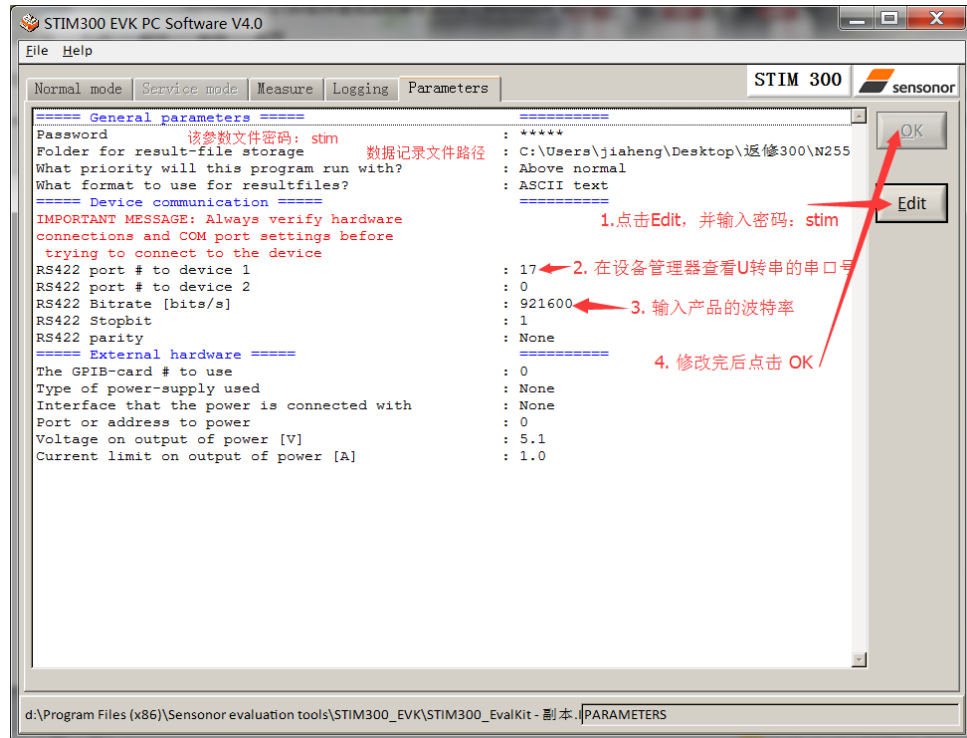 STIM300 EVK PC Software V4.0
File Help
Normal mode Service mode Measure Logging Parameters STIM 300 sensonor
===== General parameters ===== ==========
Password 该参数文件密码： stim : *****
Folder for result-file storage 数据记录文件路径 : C:\Users\jiaheng\Desktop\返修300\N255
What priority will this program run with? : Above normal
What format to use for resultfiles? : ASCII text
===== Device communication ===== ==========
IMPORTANT MESSAGE: Always verify hardware
connections and COM port settings before
trying to connect to the device
RS422 port # to device 1 : 17
RS422 port # to device 2 : 0
RS422 Bitrate [bits/s] : 921600
RS422 Stopbit : 1
RS422 parity : None
===== External hardware ===== ==========
The GPIB-card # to use : 0
Type of power-supply used : None
Interface that the power is connected with : None
Port or address to power : 0
Voltage on output of power [V] : 5.1
Current limit on output of power [A] : 1.0
OK
Edit
1.点击Edit，并输入密码：stim
2. 在设备管理器查看U转串的串口号
3. 输入产品的波特率
4. 修改完后点击 OK
d:\Program Files (x86)\Sensonor evaluation tools\STIM300_EVK\STIM300_EvalKit - 副本.I PARAMETERS